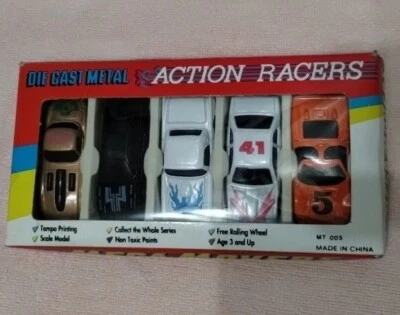 DIE CAST METAL
ACTION RACERS
41
5
Tampo Printing
Collect the Whole Series
Free Rolling Wheel
Scale Model
Non Toxic Paints
Age 3 and Up
MT 005
MADE IN CHINA